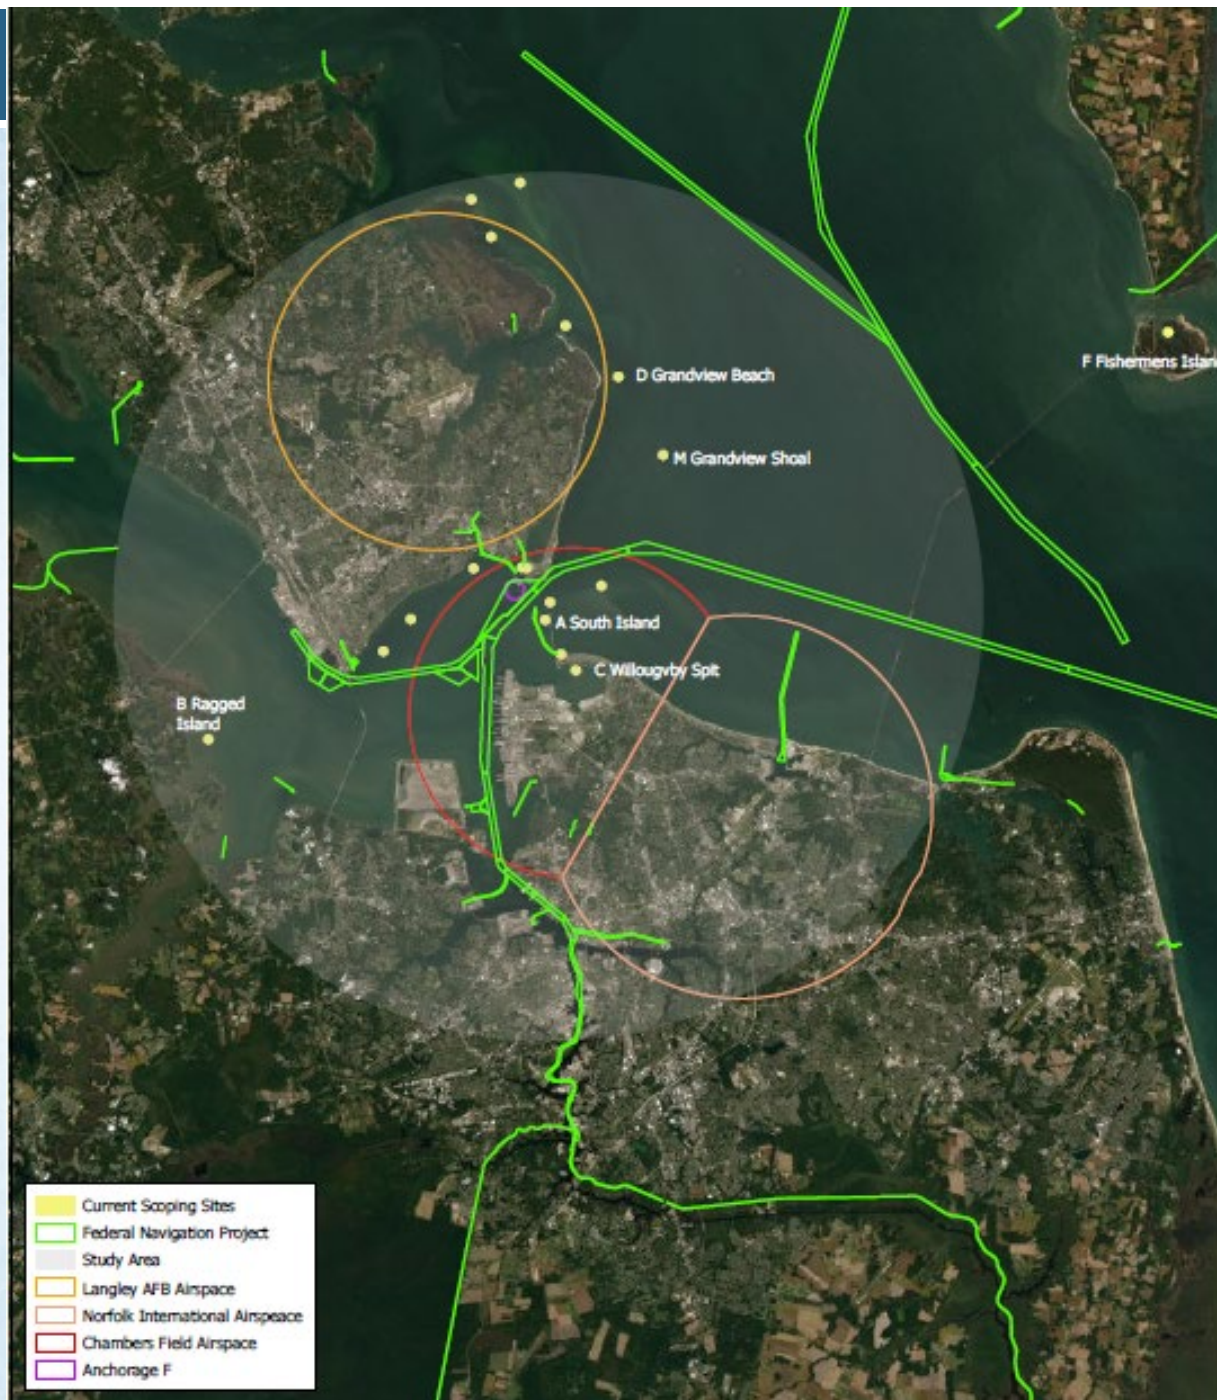 D Grandview Beach
F Fishermens Islan
M Grandview Shoal
A South Island
C Willougvby Spit
B Ragged
Island
Current Scoping Sites
Federal Navigation Project
Study Area
Langley AFB Airspace
Norfolk International Airspeace
Chambers Field Airspace
Anchorage F